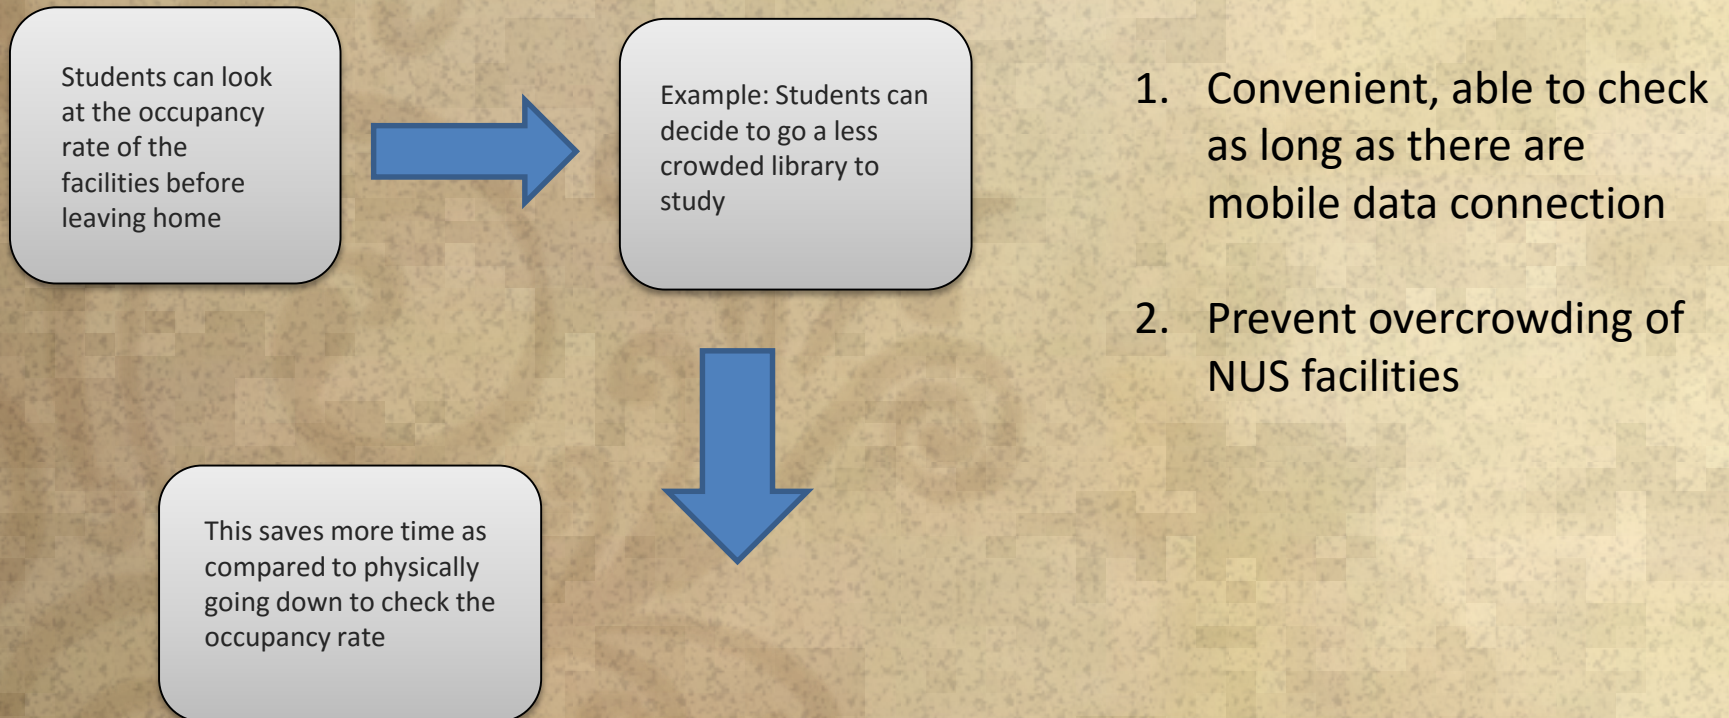 Students can look
at the occupancy
rate of the
facilities before
leaving home
Example: Students can
decide to go a less
crowded library to
study
This saves more time as
compared to physically
going down to check the
occupancy rate
1. Convenient, able to check
as long as there are
mobile data connection
2. Prevent overcrowding of
NUS facilities